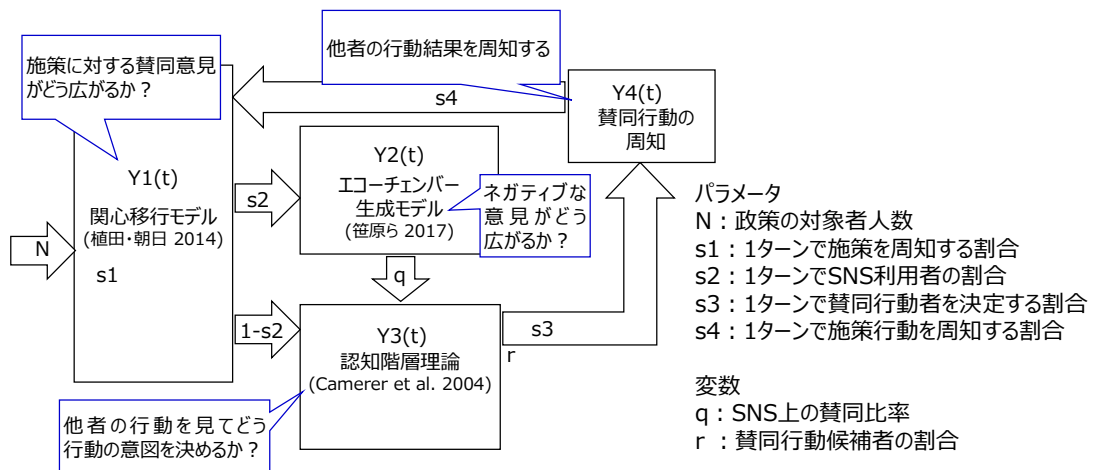 施策に対する賛同意見
がどう広がるか？
他者の行動結果を周知する
s4
Y4(t)
賛同行動の
周知
Y1(t)
関心移行モデル
(植田・朝日 2014)
s1
N
s2
Y2(t)
エコーチェンバー
生成モデル
(笹原ら 2017)
ネガティブな
意見がどう
広がるか？
q
1-s2
Y3(t)
認知階層理論
(Camerer et al. 2004)
s3
r
他者の行動を見てどう
行動の意図を決めるか？
パラメータ
N：政策の対象者人数
s1：1ターンで施策を周知する割合
s2：1ターンでSNS利用者の割合
s3：1ターンで賛同行動者を決定する割合
s4：1ターンで施策行動を周知する割合
変数
q：SNS上の賛同比率
r ：賛同行動候補者の割合